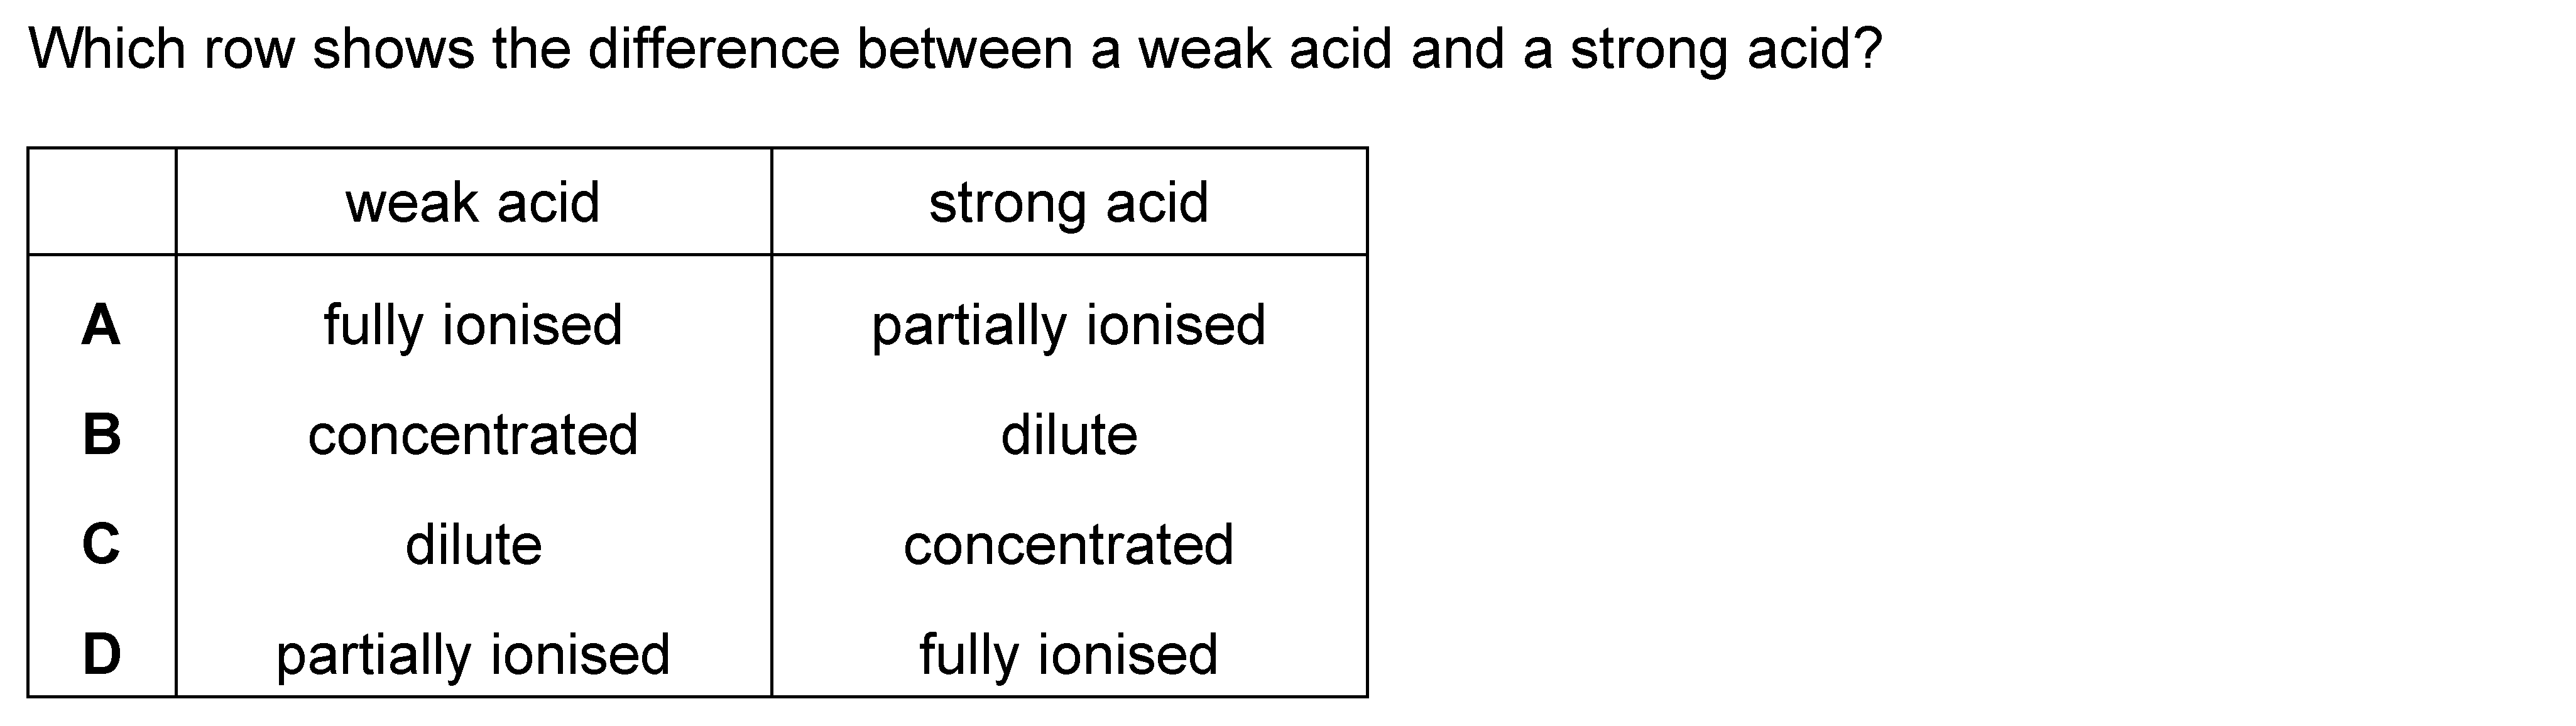 Which row shows the difference between a weak acid and a strong acid?
weak acid strong acid
A fully ionised partially ionised
B concentrated dilute
C dilute concentrated
D partially ionised fully ionised